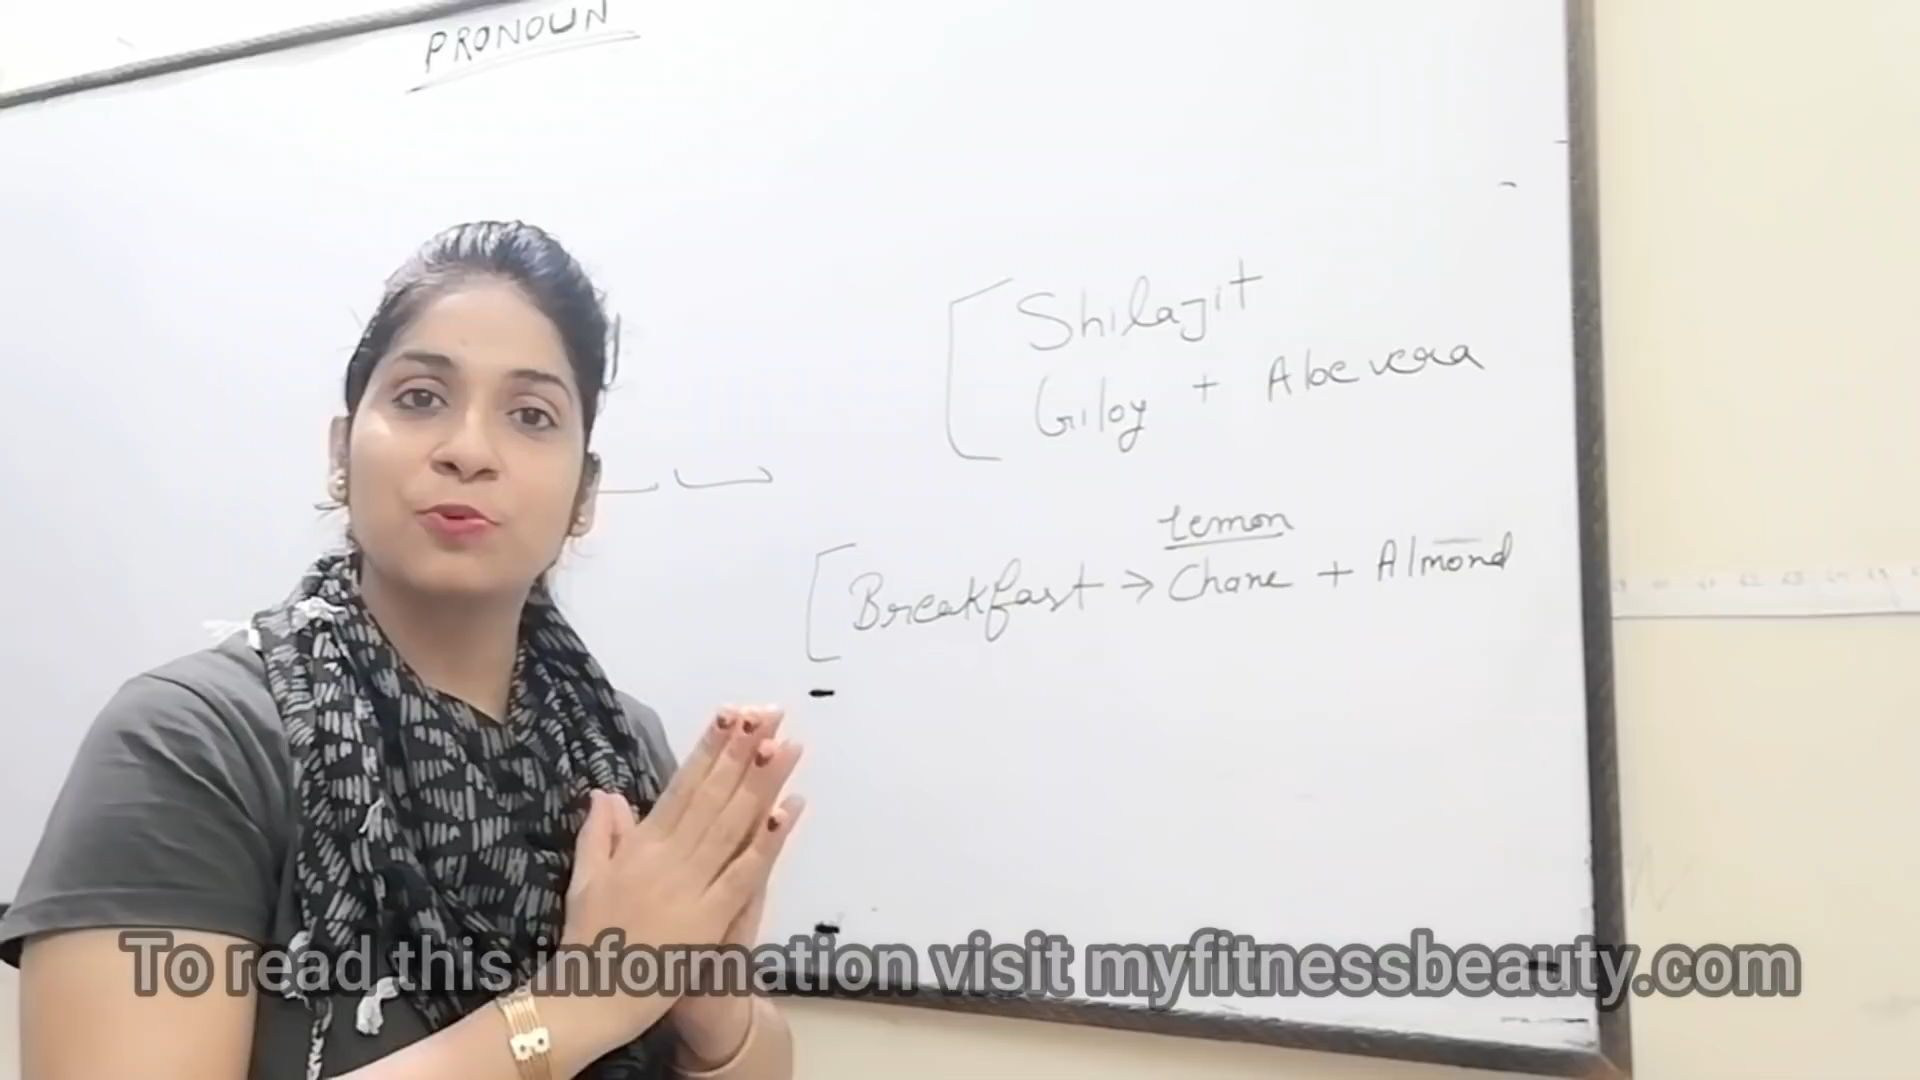 PRONOUN
Shilajit
Giloy + Aloevera
Lemon
Breakfast → Chane + Almond
To read this information visit myfitnessbeauty.com